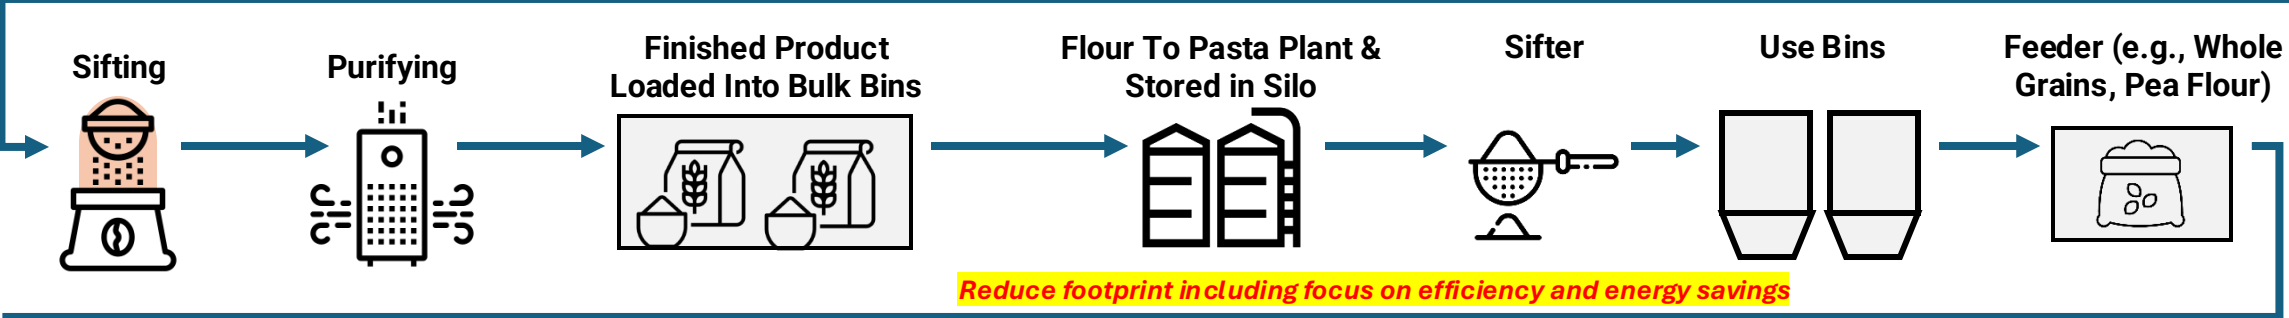 Sifting
Purifying
Finished Product
Loaded Into Bulk Bins
Flour To Pasta Plant &
Stored in Silo
Sifter
Use Bins
Feeder (e.g., Whole
Grains, Pea Flour)
Reduce footprint including focus on efficiency and energy savings